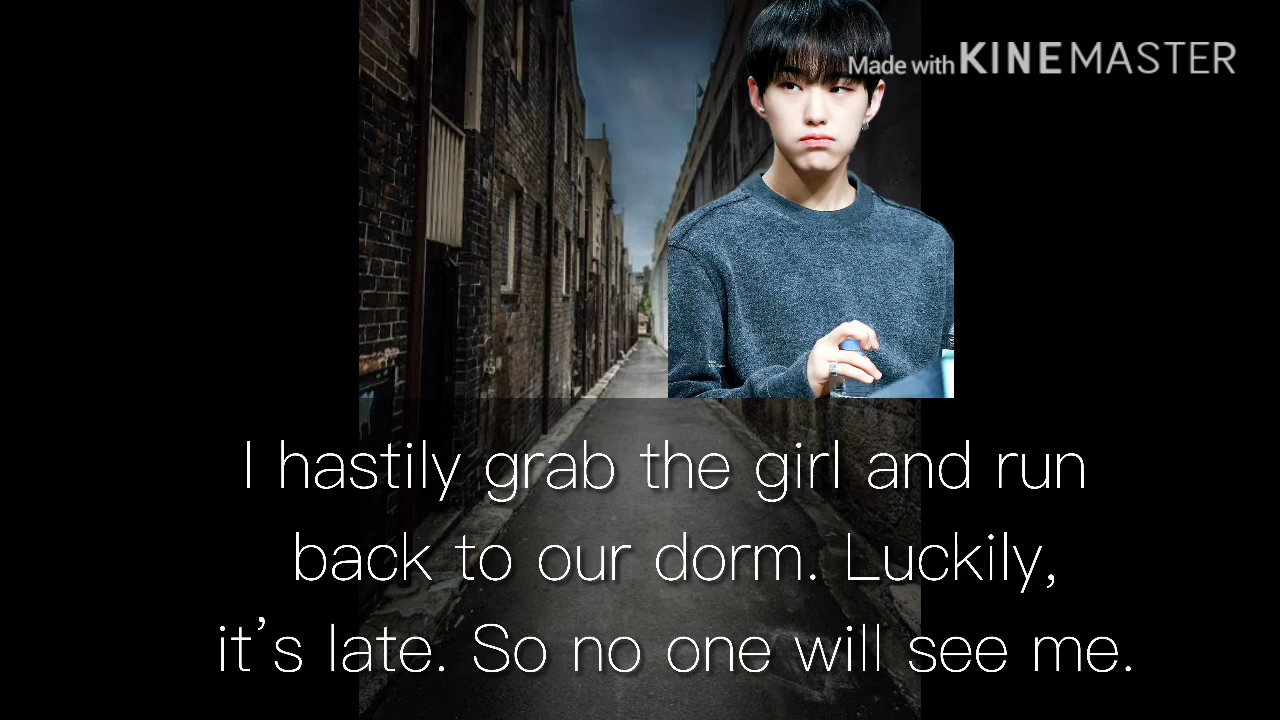 Made with KINEMASTER
I hastily grab the girl and run
back to our dorm. Luckily,
it's late. So no one will see me.